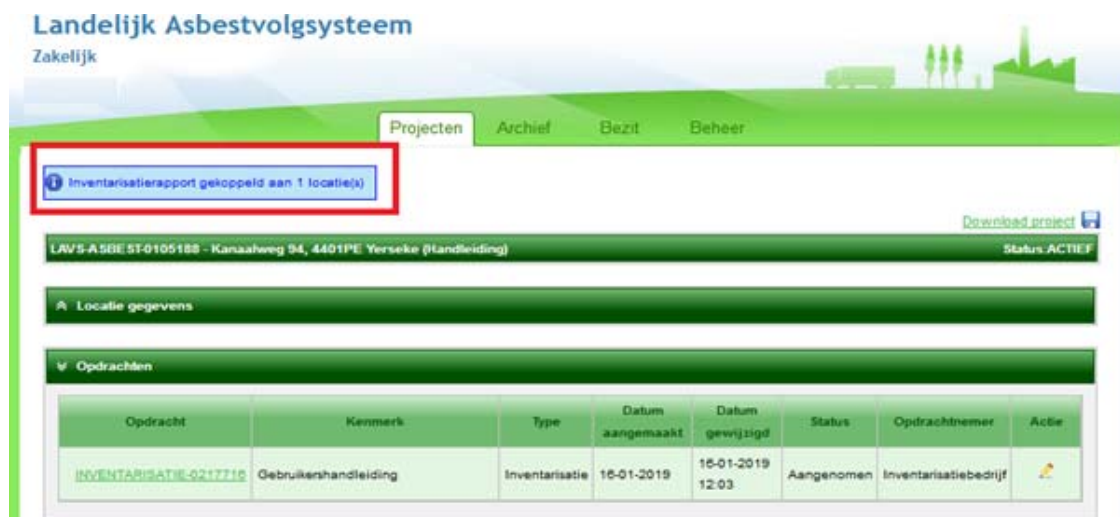 Landelijk Asbestvolgsysteem
Zakelijk
Projecten Archief Bezit Beheer
Inventarisatierapport gekoppeld aan 1 locatie(s)
Download project
LAVS-ASBEST-0105188 - Kanaalweg 94, 4401PE Yerseke (Handleiding) Status:ACTIEF
Locatie gegevens
Opdrachten
Opdracht Kenmerk Type Datum aangemaakt Datum gewijzigd Status Opdrachtnemer Actie
INVENTARISATIE-0217716 Gebruikershandleiding Inventarisatie 16-01-2019 16-01-2019 12:03 Aangenomen Inventarisatiebedrijf